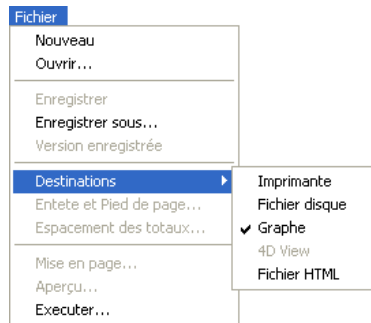 Fichier
Nouveau
Ouvrir...
Enregistrer
Enregistrer sous...
Version enregistrée
Destinations
Entete et Pied de page...
Espacement des totaux...
Mise en page...
Aperçu...
Executer...
Imprimante
Fichier disque
Graphe
4D View
Fichier HTML